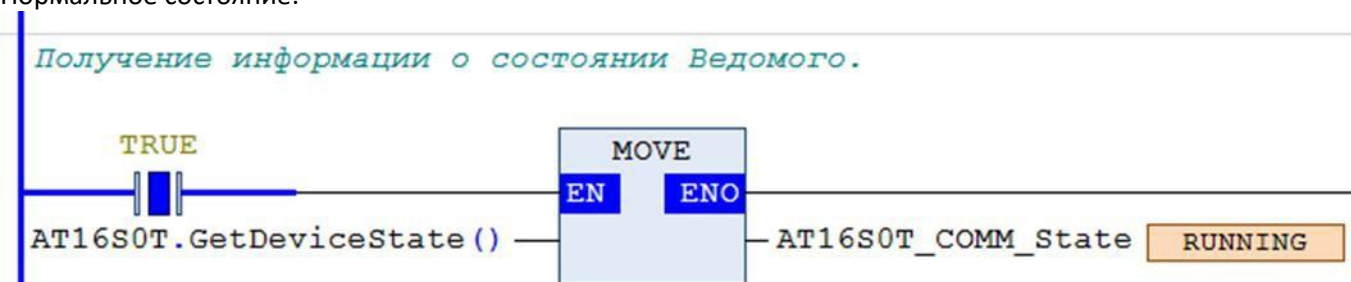 Нормальное состояние:
Получение информации о состоянии Ведомого.
TRUE
MOVE
EN ENO
AT16S0T.GetDeviceState() AT16S0T_COMM_State RUNNING